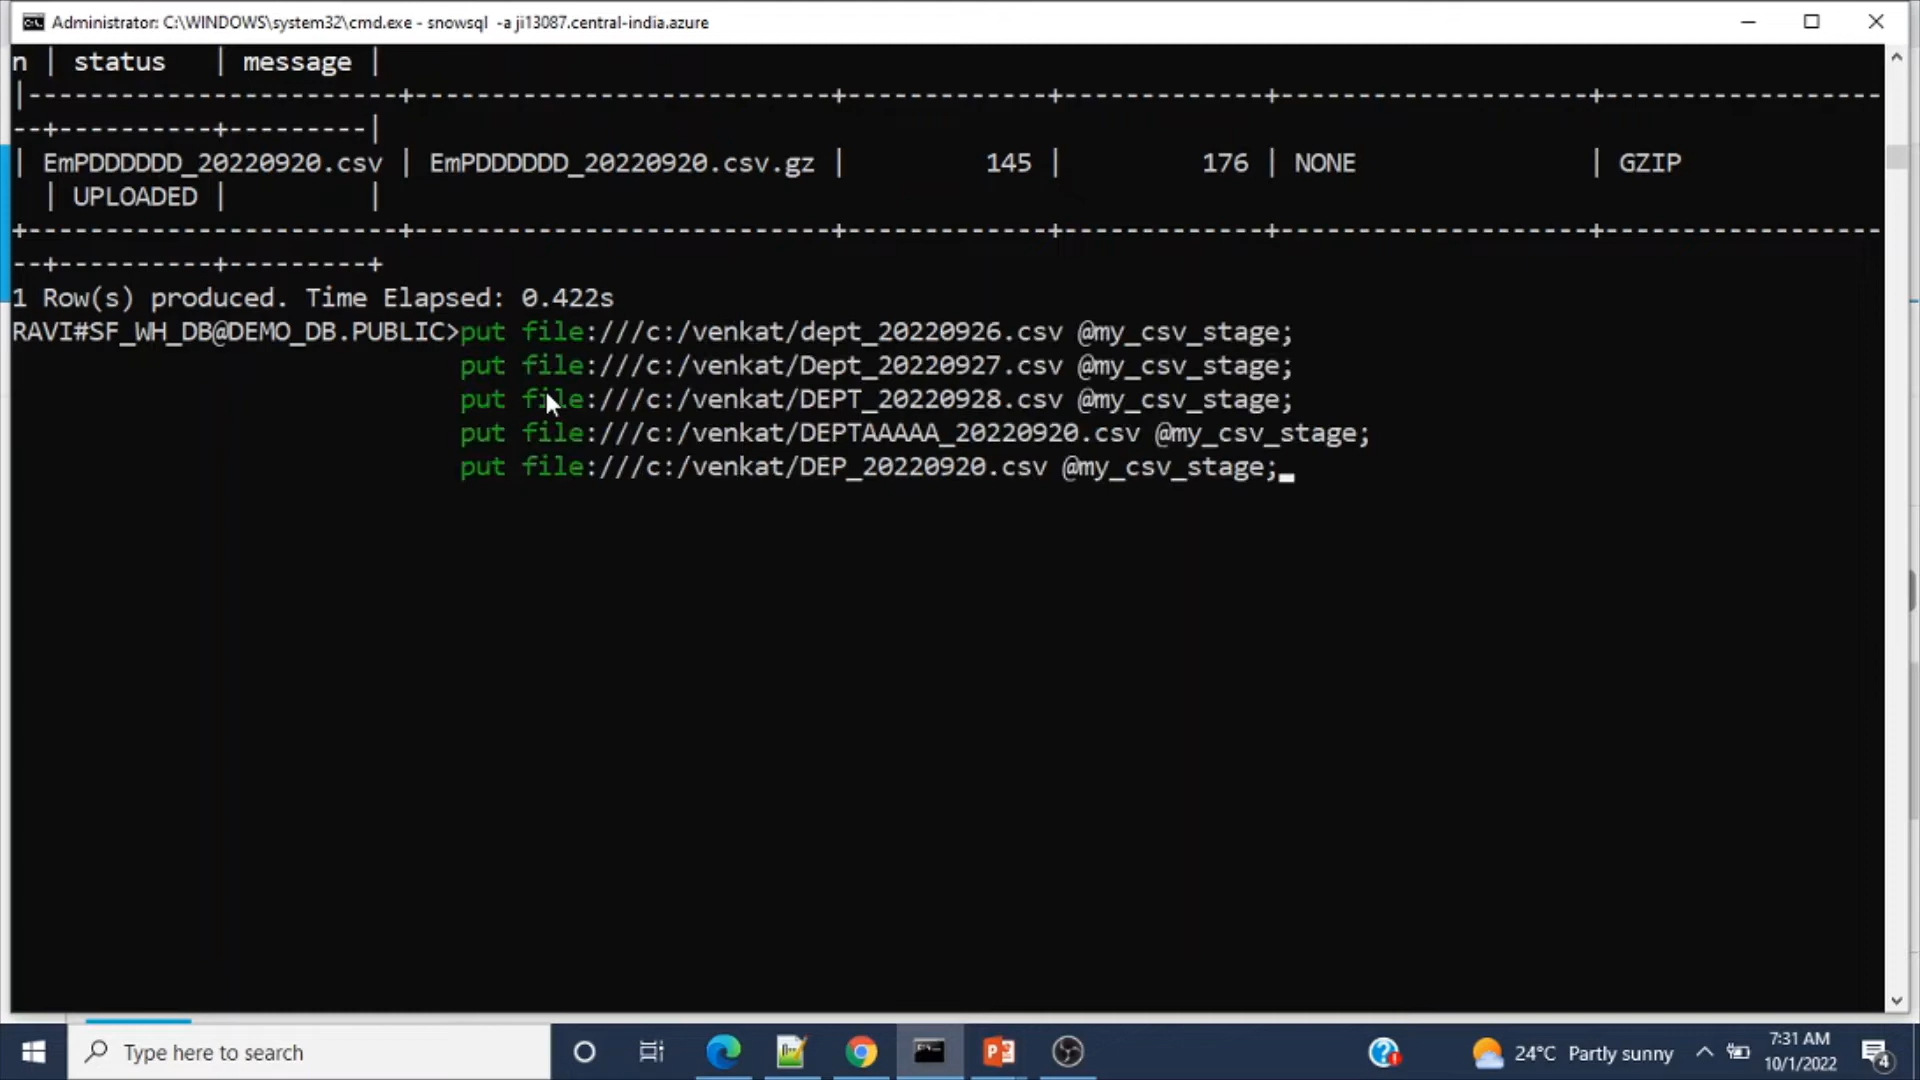 Administrator: C:\WINDOWS\system32\cmd.exe - snowsql  -a ji13087.central-india.azure
n | status   | message |
|------------------------+---------------------------+-------------+-------------+--------------------+------------------
--+----------+---------|
| EmPDDDDDD_20220920.csv | EmPDDDDDD_20220920.csv.gz |         145 |         176 | NONE               | GZIP
  | UPLOADED |         |
+------------------------+---------------------------+-------------+-------------+--------------------+------------------
--+----------+---------+
1 Row(s) produced. Time Elapsed: 0.422s
RAVI#SF_WH_DB@DEMO_DB.PUBLIC>put file:///c:/venkat/dept_20220926.csv @my_csv_stage;
put file:///c:/venkat/Dept_20220927.csv @my_csv_stage;
put file:///c:/venkat/DEPT_20220928.csv @my_csv_stage;
put file:///c:/venkat/DEPTAAAAA_20220920.csv @my_csv_stage;
put file:///c:/venkat/DEP_20220920.csv @my_csv_stage;
Type here to search
24°C Partly sunny
7:31 AM
10/1/2022
4